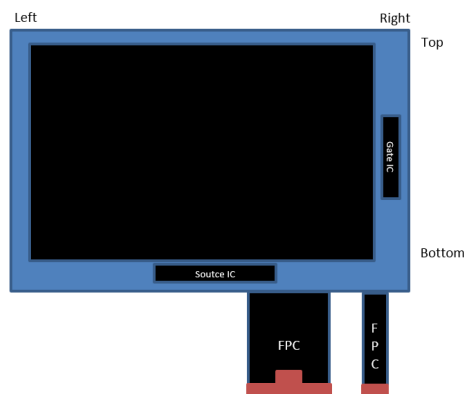 Left
Right
Top
Gate IC
Bottom
Soutce IC
FPC
F
P
C